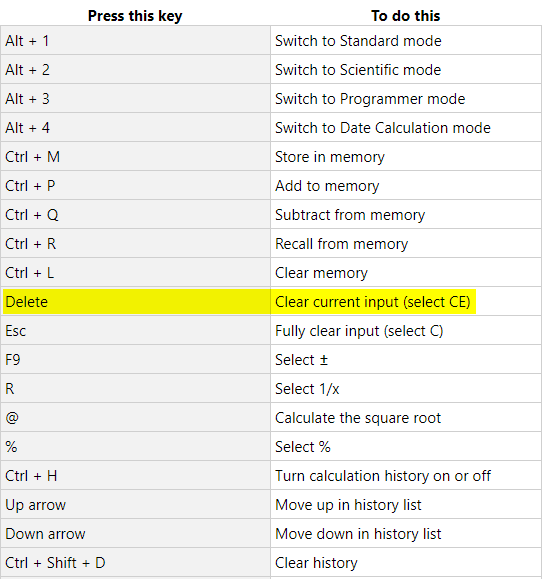 Press this key To do this
Alt + 1 Switch to Standard mode
Alt + 2 Switch to Scientific mode
Alt + 3 Switch to Programmer mode
Alt + 4 Switch to Date Calculation mode
Ctrl + M Store in memory
Ctrl + P Add to memory
Ctrl + Q Subtract from memory
Ctrl + R Recall from memory
Ctrl + L Clear memory
Delete Clear current input (select CE)
Esc Fully clear input (select C)
F9 Select ±
R Select 1/x
@ Calculate the square root
% Select %
Ctrl + H Turn calculation history on or off
Up arrow Move up in history list
Down arrow Move down in history list
Ctrl + Shift + D Clear history